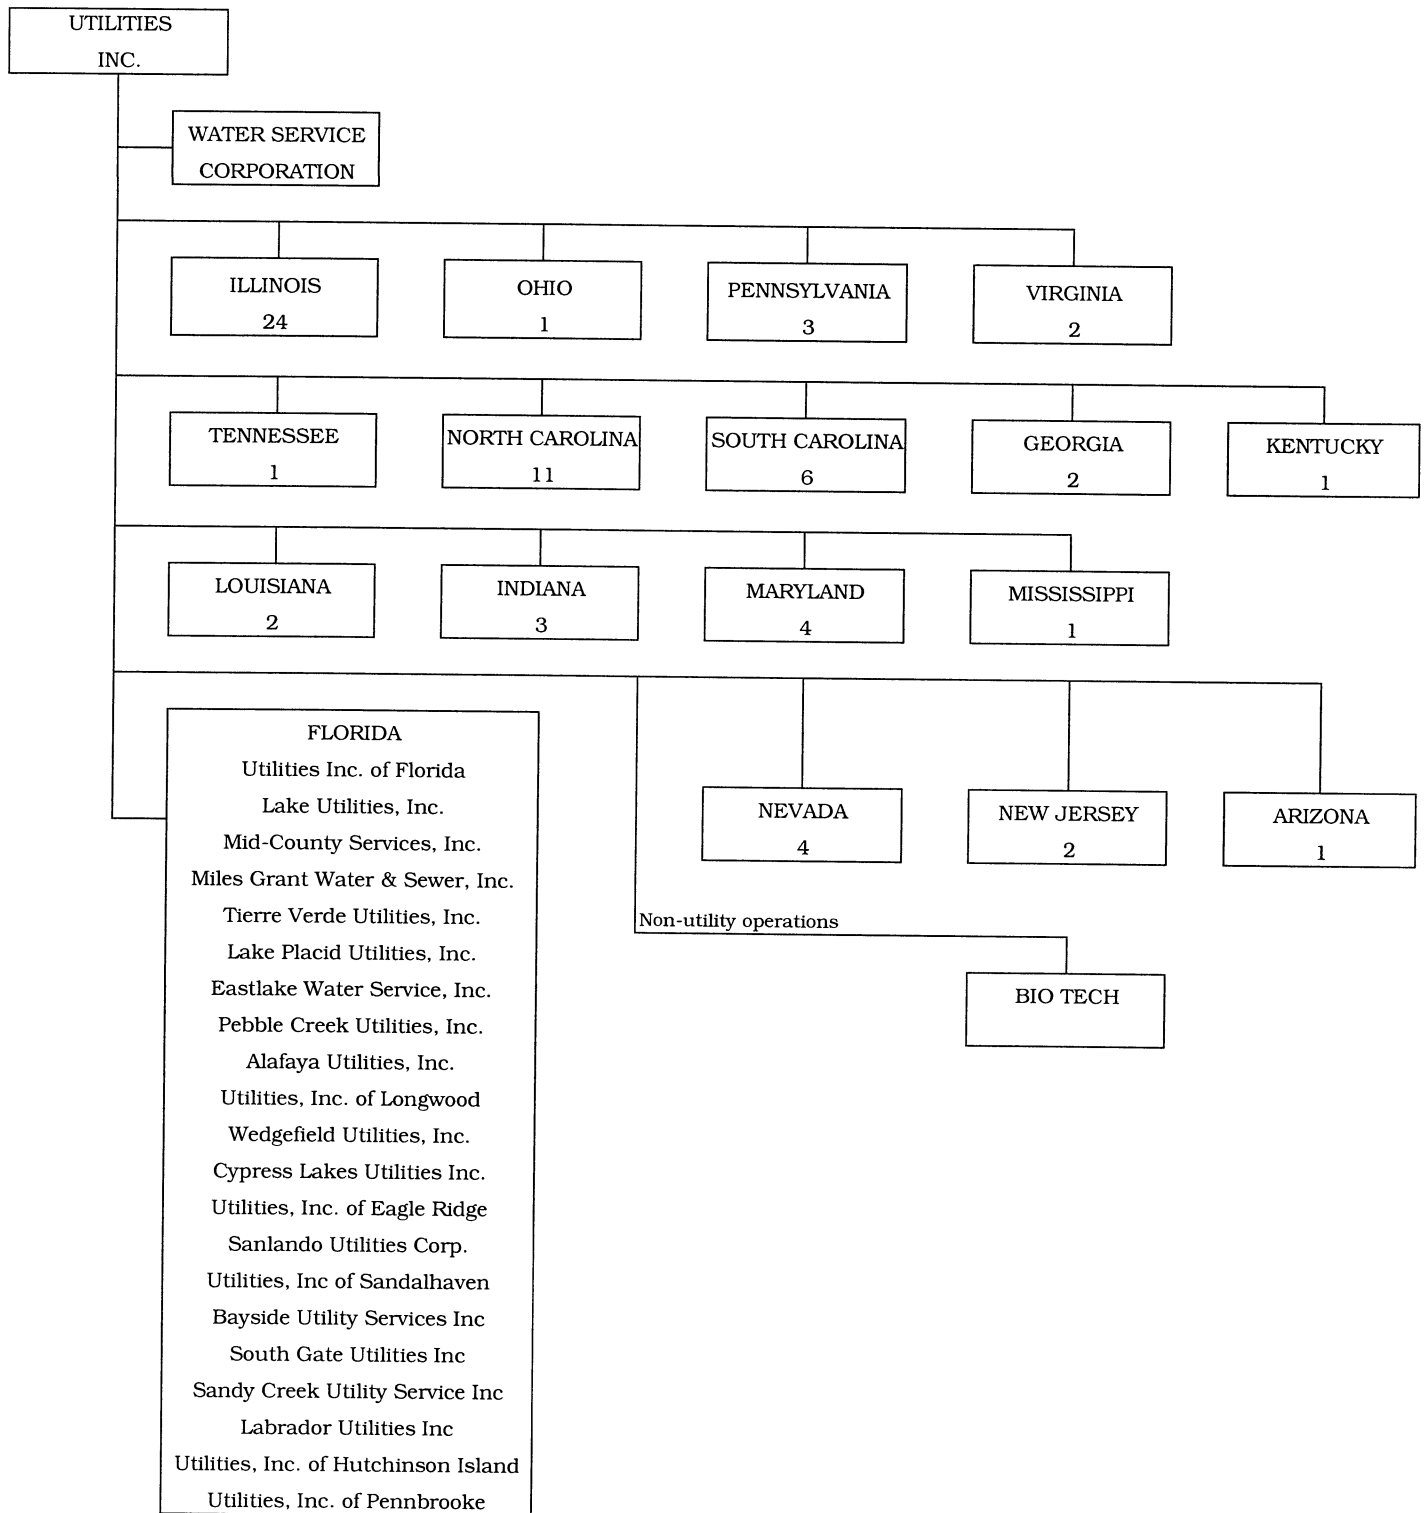 UTILITIES
INC.
WATER SERVICE
CORPORATION
ILLINOIS
24
OHIO
1
PENNSYLVANIA
3
VIRGINIA
2
TENNESSEE
1
NORTH CAROLINA
11
SOUTH CAROLINA
6
GEORGIA
2
KENTUCKY
1
LOUISIANA
2
INDIANA
3
MARYLAND
4
MISSISSIPPI
1
FLORIDA
Utilities Inc. of Florida
Lake Utilities, Inc.
Mid-County Services, Inc.
Miles Grant Water & Sewer, Inc.
Tierre Verde Utilities, Inc.
Lake Placid Utilities, Inc.
Eastlake Water Service, Inc.
Pebble Creek Utilities, Inc.
Alafaya Utilities, Inc.
Utilities, Inc. of Longwood
Wedgefield Utilities, Inc.
Cypress Lakes Utilities Inc.
Utilities, Inc. of Eagle Ridge
Sanlando Utilities Corp.
Utilities, Inc of Sandalhaven
Bayside Utility Services Inc
South Gate Utilities Inc
Sandy Creek Utility Service Inc
Labrador Utilities Inc
Utilities, Inc. of Hutchinson Island
Utilities, Inc. of Pennbrooke
NEVADA
4
NEW JERSEY
2
ARIZONA
1
Non-utility operations
BIO TECH